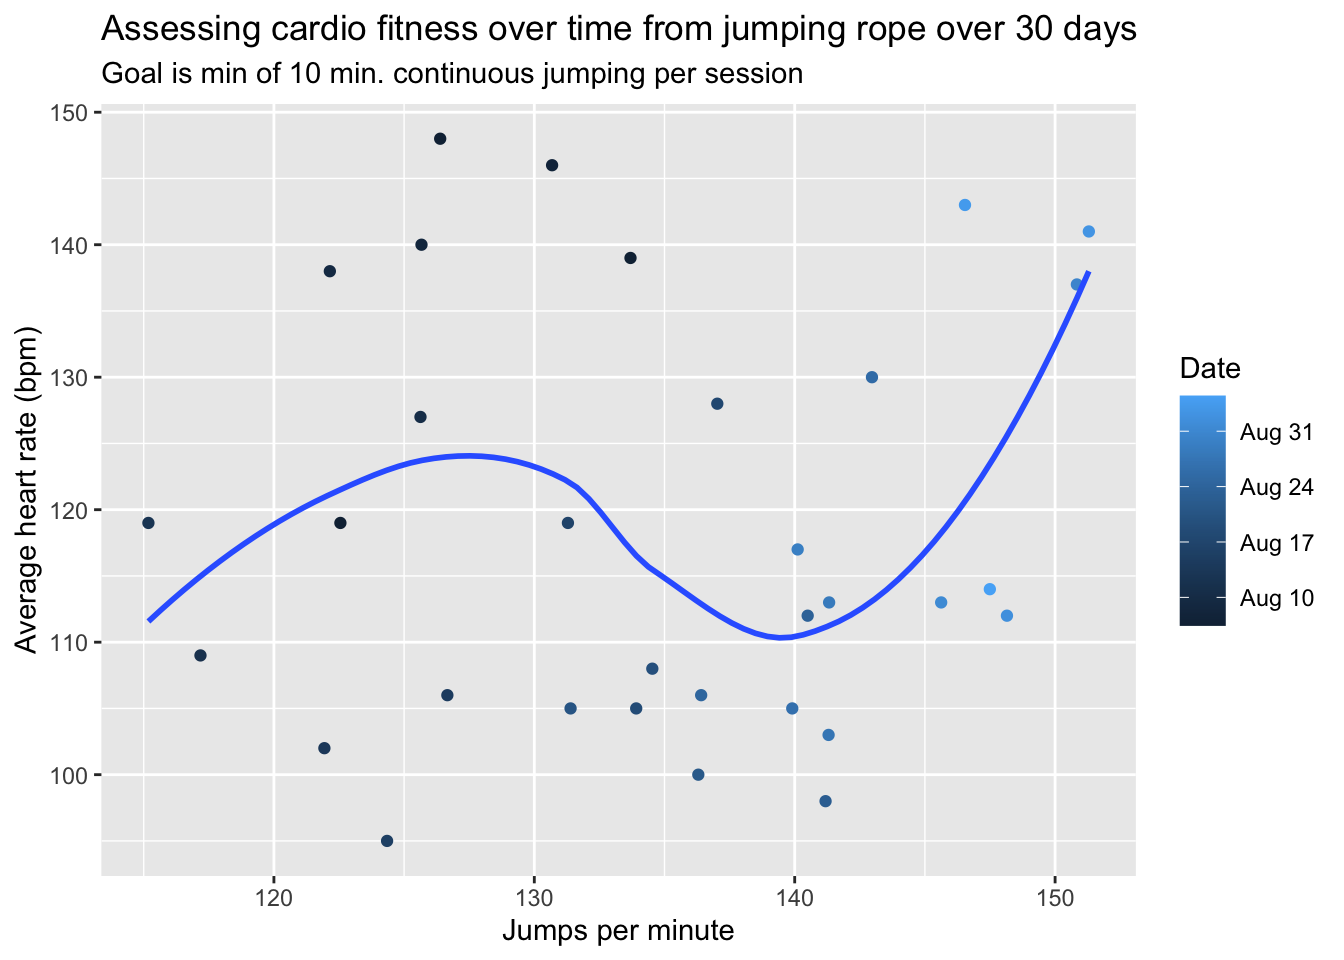 Assessing cardio fitness over time from jumping rope over 30 days
Goal is min of 10 min. continuous jumping per session
150
140
130
120
110
100
Average heart rate (bpm)
120 130 140 150
Jumps per minute
Date
Aug 31
Aug 24
Aug 17
Aug 10